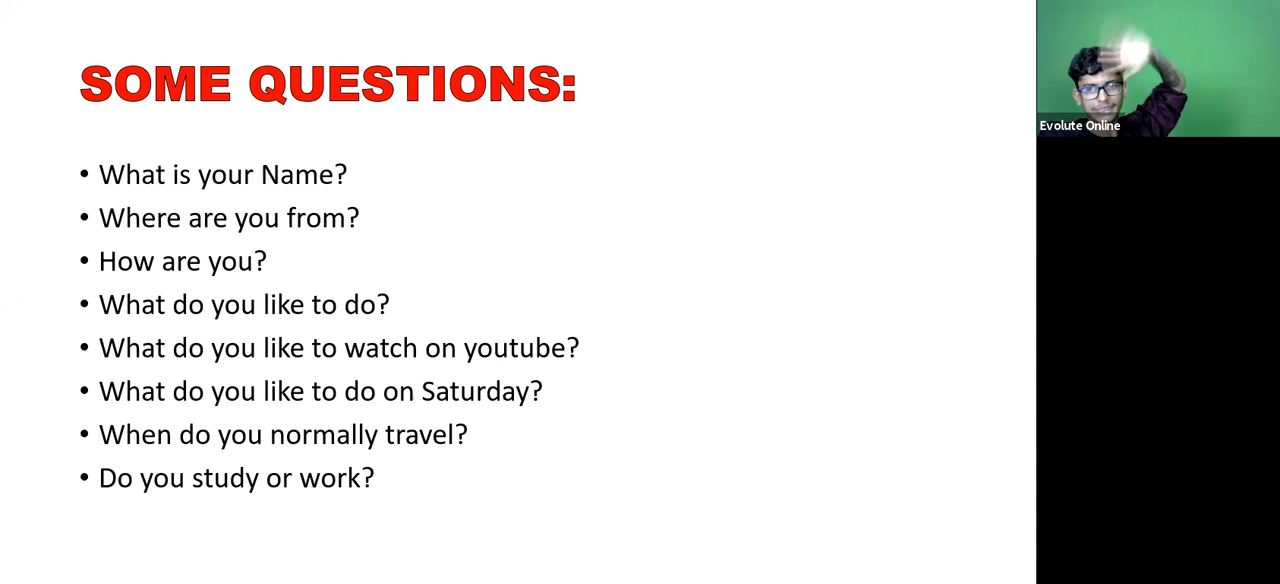 SOME QUESTIONS:
• What is your Name?
• Where are you from?
• How are you?
• What do you like to do?
• What do you like to watch on youtube?
• What do you like to do on Saturday?
• When do you normally travel?
• Do you study or work?
Evolute Online